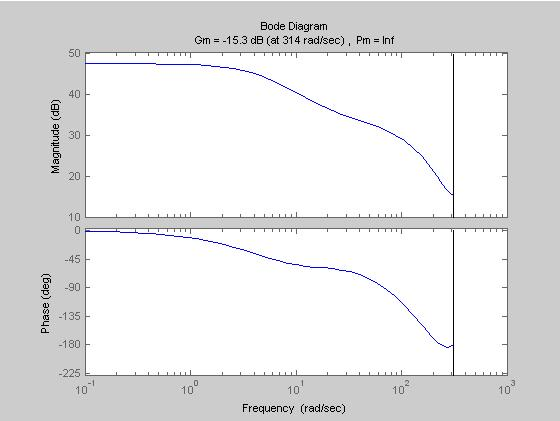 Bode Diagram
Gm = -15.3 dB (at 314 rad/sec) , Pm = Inf
50
40
30
20
10
Magnitude (dB)
0
-45
-90
-135
-180
-225
Phase (deg)
10^-1 10^0 10^1 10^2 10^3
Frequency (rad/sec)